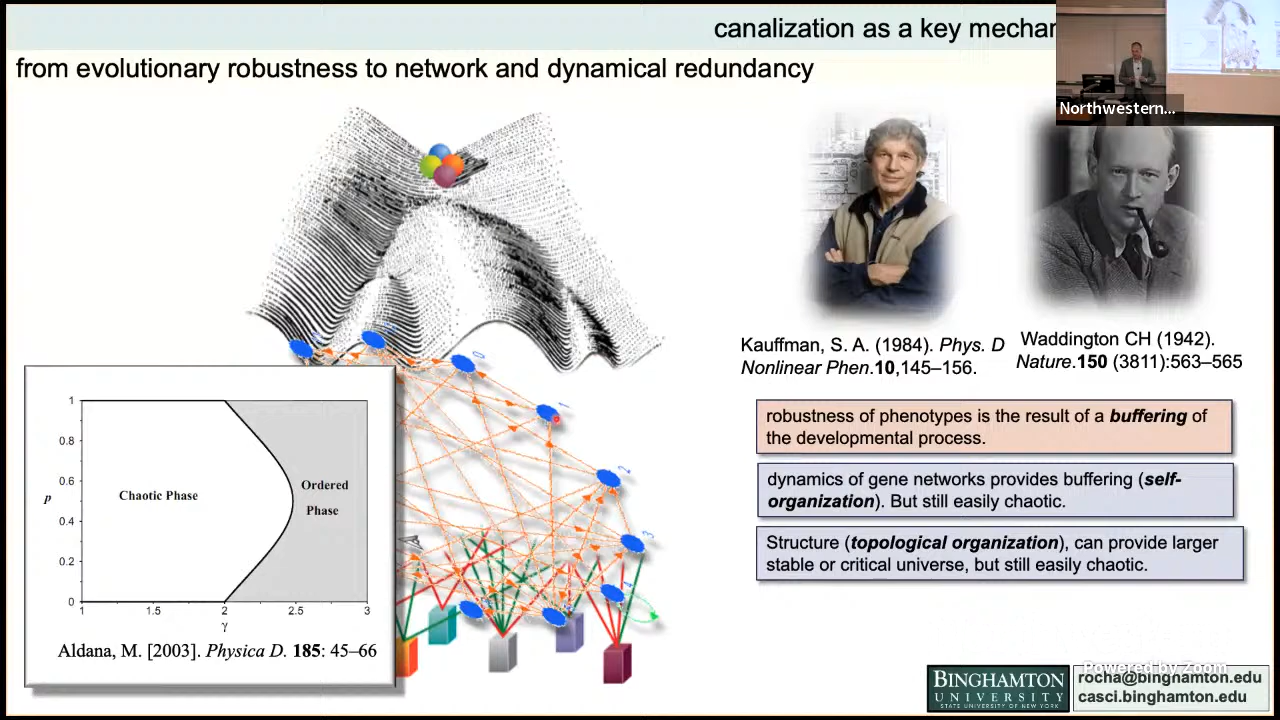 canalization as a key mechan
from evolutionary robustness to network and dynamical redundancy
Northwestern...
Kauffman, S. A. (1984). Phys. D
Nonlinear Phen.10,145–156.
Waddington CH (1942).
Nature.150 (3811):563–565
robustness of phenotypes is the result of a buffering of
the developmental process.
dynamics of gene networks provides buffering (self-
organization). But still easily chaotic.
Structure (topological organization), can provide larger
stable or critical universe, but still easily chaotic.
1
0.8
0.6
p
0.4
0.2
0
Chaotic Phase
Ordered
Phase
1 1.5 2 2.5 3
γ
Aldana, M. [2003]. Physica D. 185: 45–66
0
1
2
3
4
BINGHAMTON
UNIVERSITY
STATE UNIVERSITY OF NEW YORK
Powered by Zoom
rocha@binghamton.edu
casci.binghamton.edu